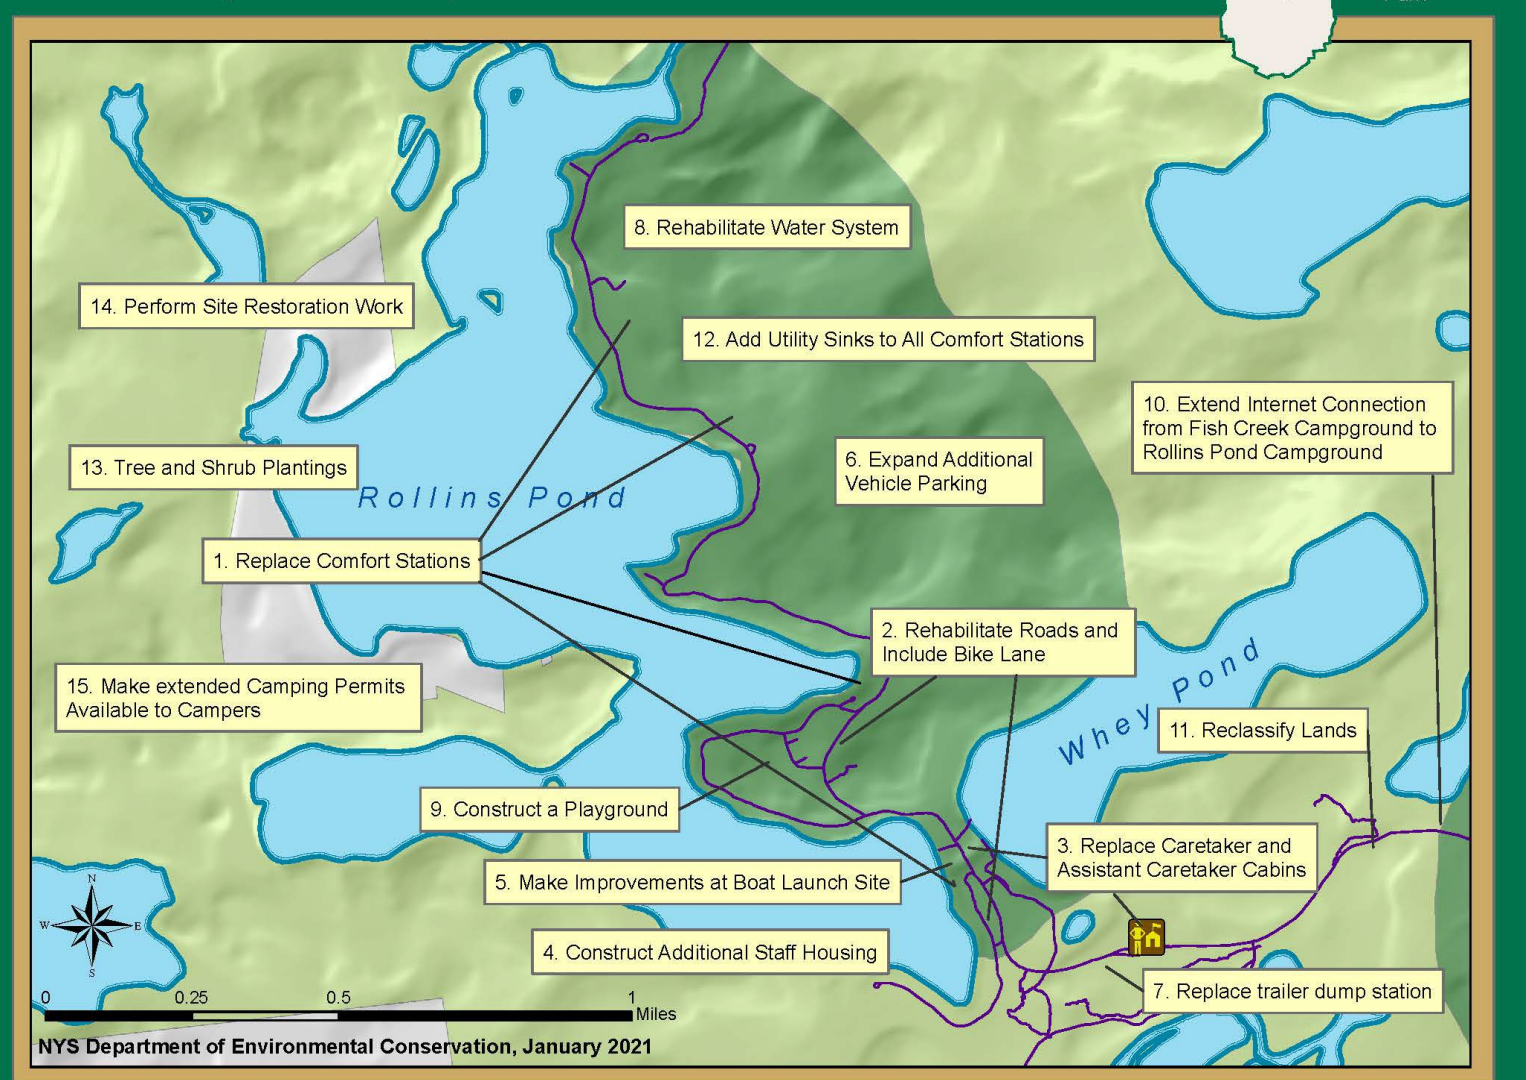 8. Rehabilitate Water System
14. Perform Site Restoration Work
12. Add Utility Sinks to All Comfort Stations
10. Extend Internet Connection
from Fish Creek Campground to
Rollins Pond Campground
13. Tree and Shrub Plantings
6. Expand Additional
Vehicle Parking
Rollins Pond
1. Replace Comfort Stations
2. Rehabilitate Roads and
Include Bike Lane
15. Make extended Camping Permits
Available to Campers
Whey Pond
11. Reclassify Lands
9. Construct a Playground
3. Replace Caretaker and
Assistant Caretaker Cabins
5. Make Improvements at Boat Launch Site
4. Construct Additional Staff Housing
7. Replace trailer dump station
N
W E
S
0 0.25 0.5 1
Miles
NYS Department of Environmental Conservation, January 2021